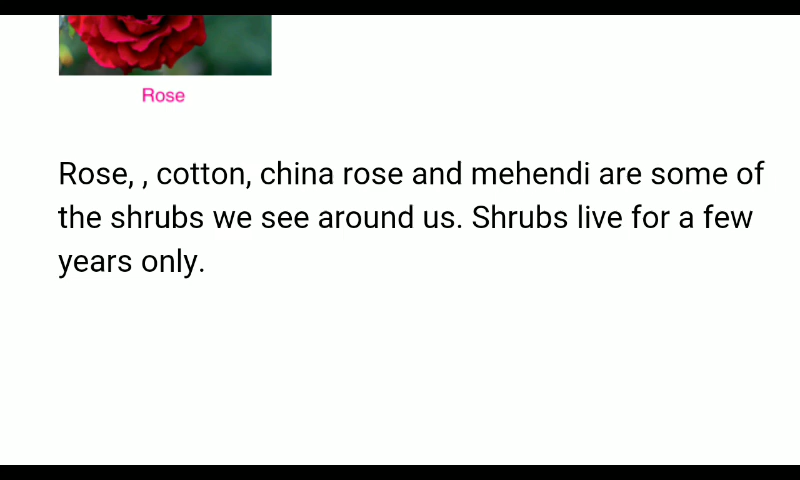 Rose
Rose, , cotton, china rose and mehendi are some of
the shrubs we see around us. Shrubs live for a few
years only.